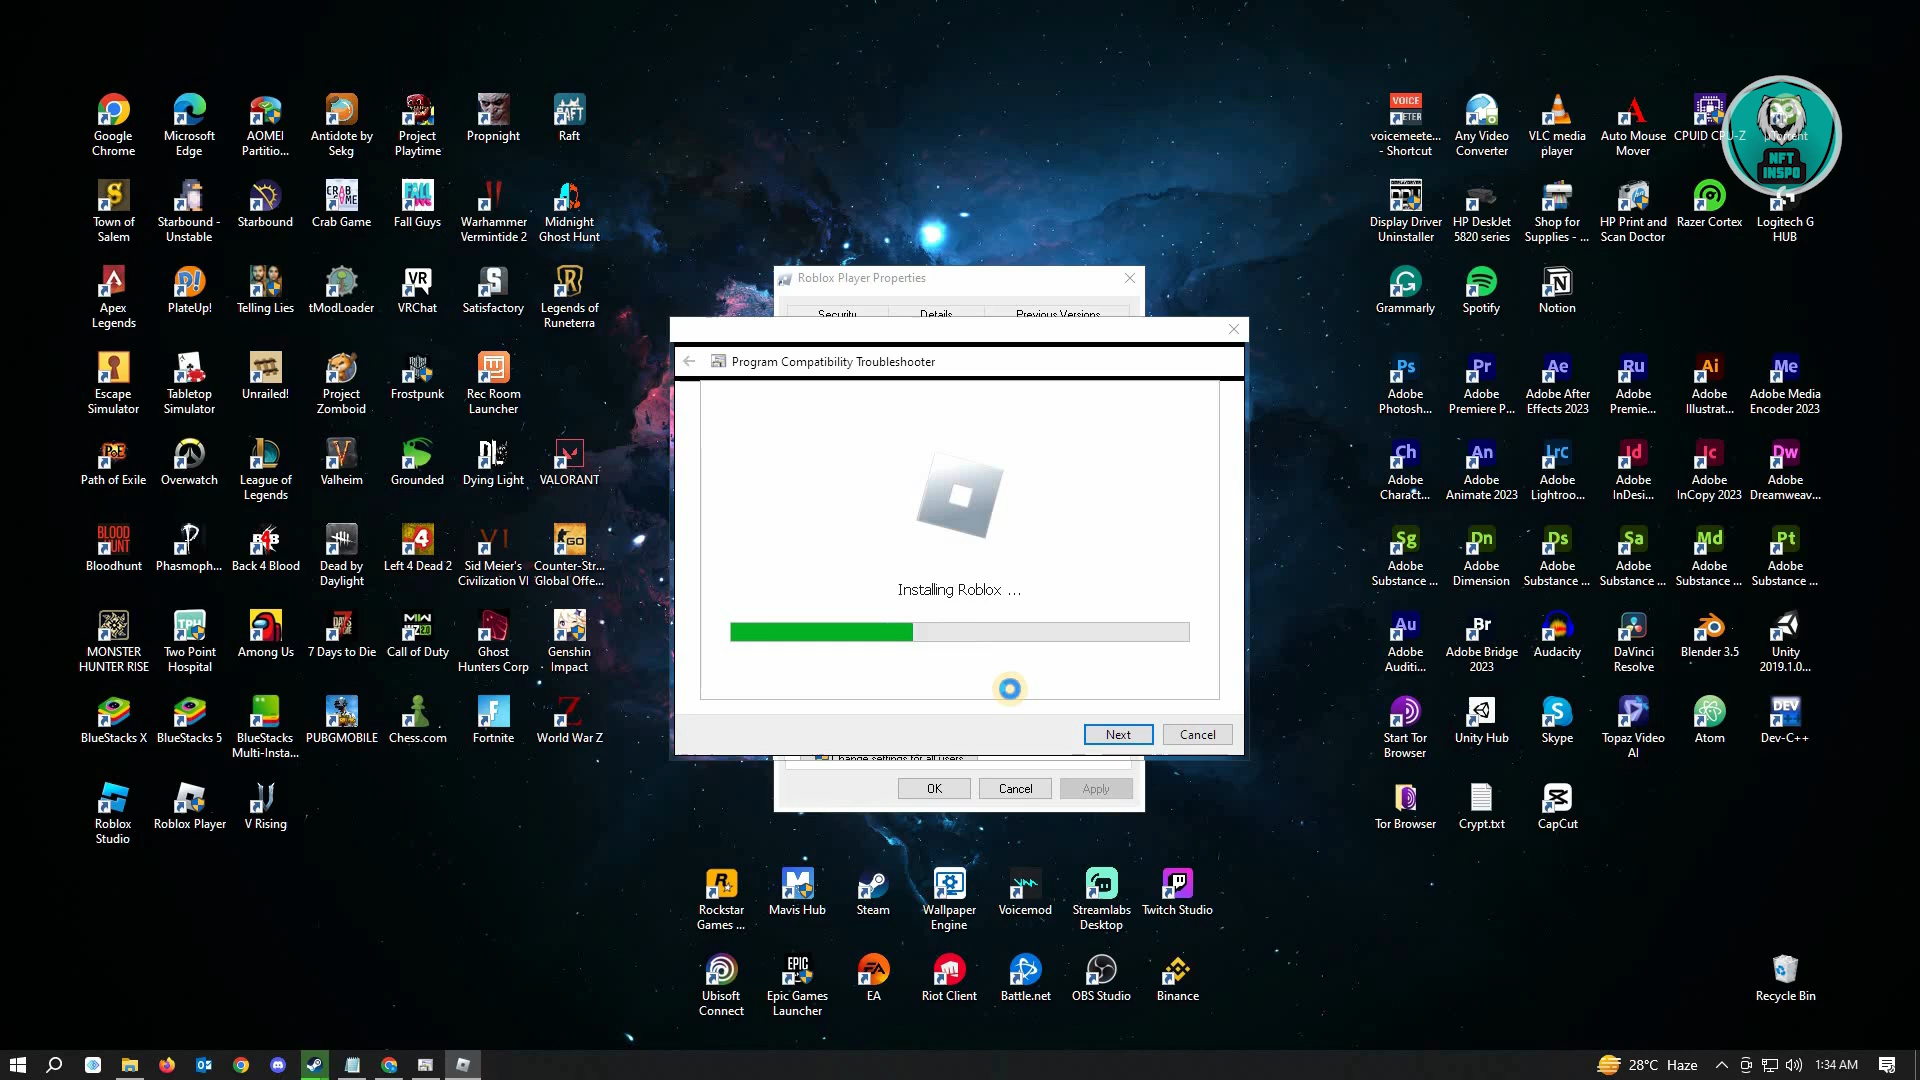 Google
Chrome
Microsoft
Edge
AOMEI
Partitio...
Antidote by
Sekg
Project
Playtime
Propnight
Raft
Town of
Salem
Starbound -
Unstable
Starbound
Crab Game
Fall Guys
Warhammer
Vermintide 2
Midnight
Ghost Hunt
Apex
Legends
PlateUp!
Telling Lies
tModLoader
VRChat
Satisfactory
Legends of
Runeterra
Escape
Simulator
Tabletop
Simulator
Unrailed!
Project
Zomboid
Frostpunk
Rec Room
Launcher
Path of Exile
Overwatch
League of
Legends
Valheim
Grounded
Dying Light
VALORANT
Bloodhunt
Phasmoph...
Back 4 Blood
Dead by
Daylight
Left 4 Dead 2
Sid Meier's
Civilization VI
Counter-Str...
Global Offe...
MONSTER
HUNTER RISE
Two Point
Hospital
Among Us
7 Days to Die
Call of Duty
Ghost
Hunters Corp
Genshin
Impact
BlueStacks X
BlueStacks 5
BlueStacks
Multi-Insta...
PUBGMOBILE
Chess.com
Fortnite
World War Z
Roblox
Studio
Roblox Player
V Rising
Roblox Player Properties
Security
Details
Previous Versions
Program Compatibility Troubleshooter
Installing Roblox ...
Next
Cancel
Change settings for all users
OK
Cancel
Apply
voicemeete...
- Shortcut
Any Video
Converter
VLC media
player
Auto Mouse
Mover
CPUID CPU-Z
µTorrent
NFT
INSPO
Display Driver
Uninstaller
HP DeskJet
5820 series
Shop for
Supplies - ...
HP Print and
Scan Doctor
Razer Cortex
Logitech G
HUB
Grammarly
Spotify
Notion
Adobe
Photosh...
Adobe
Premiere P...
Adobe After
Effects 2023
Adobe
Premie...
Adobe
Illustrat...
Adobe Media
Encoder 2023
Adobe
Charact...
Adobe
Animate 2023
Adobe
Lightroo...
Adobe
InDesi...
Adobe
InCopy 2023
Adobe
Dreamweav...
Adobe
Substance ...
Adobe
Dimension
Adobe
Substance ...
Adobe
Substance ...
Adobe
Substance ...
Adobe
Substance ...
Adobe
Auditi...
Adobe Bridge
2023
Audacity
DaVinci
Resolve
Blender 3.5
Unity
2019.1.0...
Start Tor
Browser
Unity Hub
Skype
Topaz Video
AI
Atom
Dev-C++
Tor Browser
Crypt.txt
CapCut
Rockstar
Games ...
Mavis Hub
Steam
Wallpaper
Engine
Voicemod
Streamlabs
Desktop
Twitch Studio
Ubisoft
Connect
Epic Games
Launcher
EA
Riot Client
Battle.net
OBS Studio
Binance
Recycle Bin
28°C Haze
1:34 AM